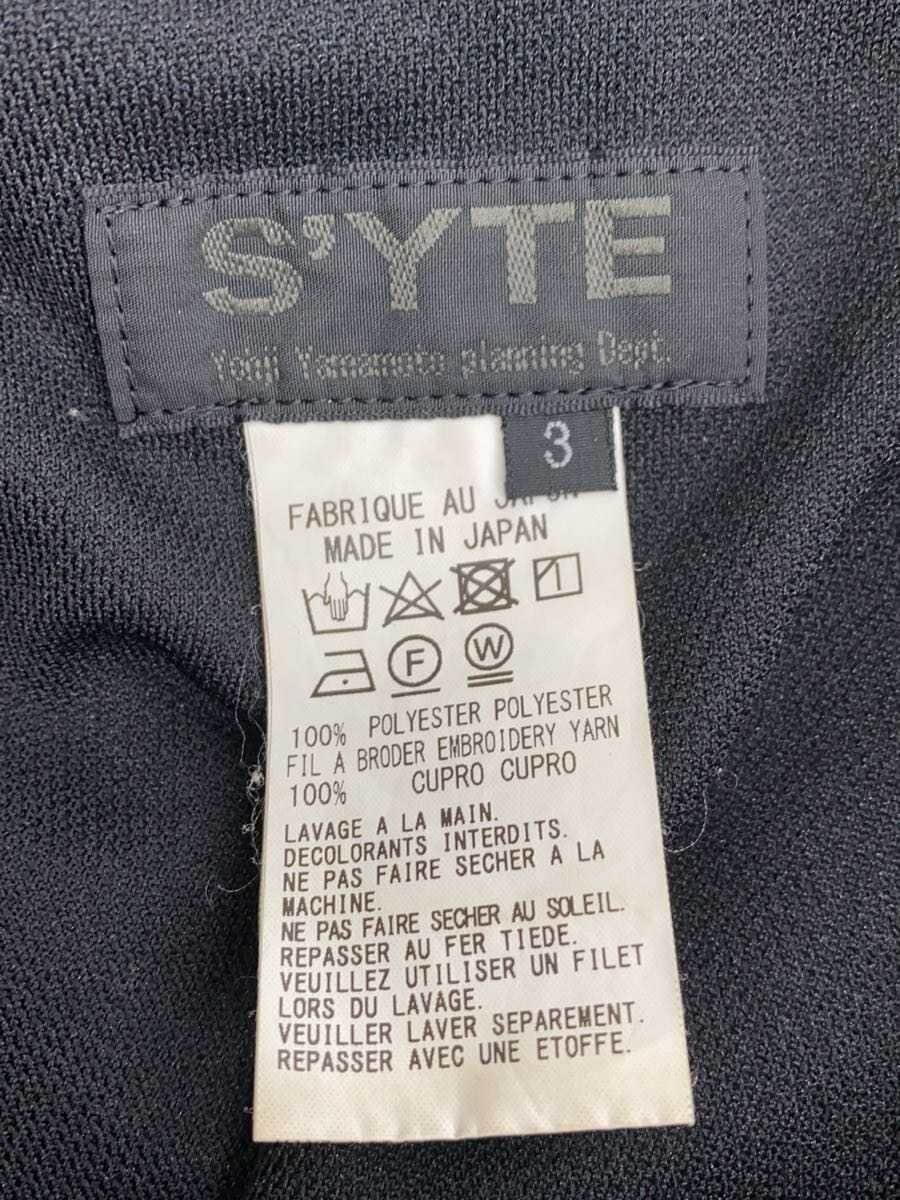 S'YTE
Yohji Yamamoto planning Dept.
3
FABRIQUE AU JAPON
MADE IN JAPAN
F
W
100% POLYESTER POLYESTER
FIL A BRODER EMBROIDERY YARN
100% CUPRO CUPRO
LAVAGE A LA MAIN.
DECOLORANTS INTERDITS.
NE PAS FAIRE SECHER A LA
MACHINE.
NE PAS FAIRE SECHER AU SOLEIL.
REPASSER AU FER TIEDE.
VEUILLEZ UTILISER UN FILET
LORS DU LAVAGE.
VEUILLER LAVER SEPAREMENT.
REPASSER AVEC UNE ETOFFE.